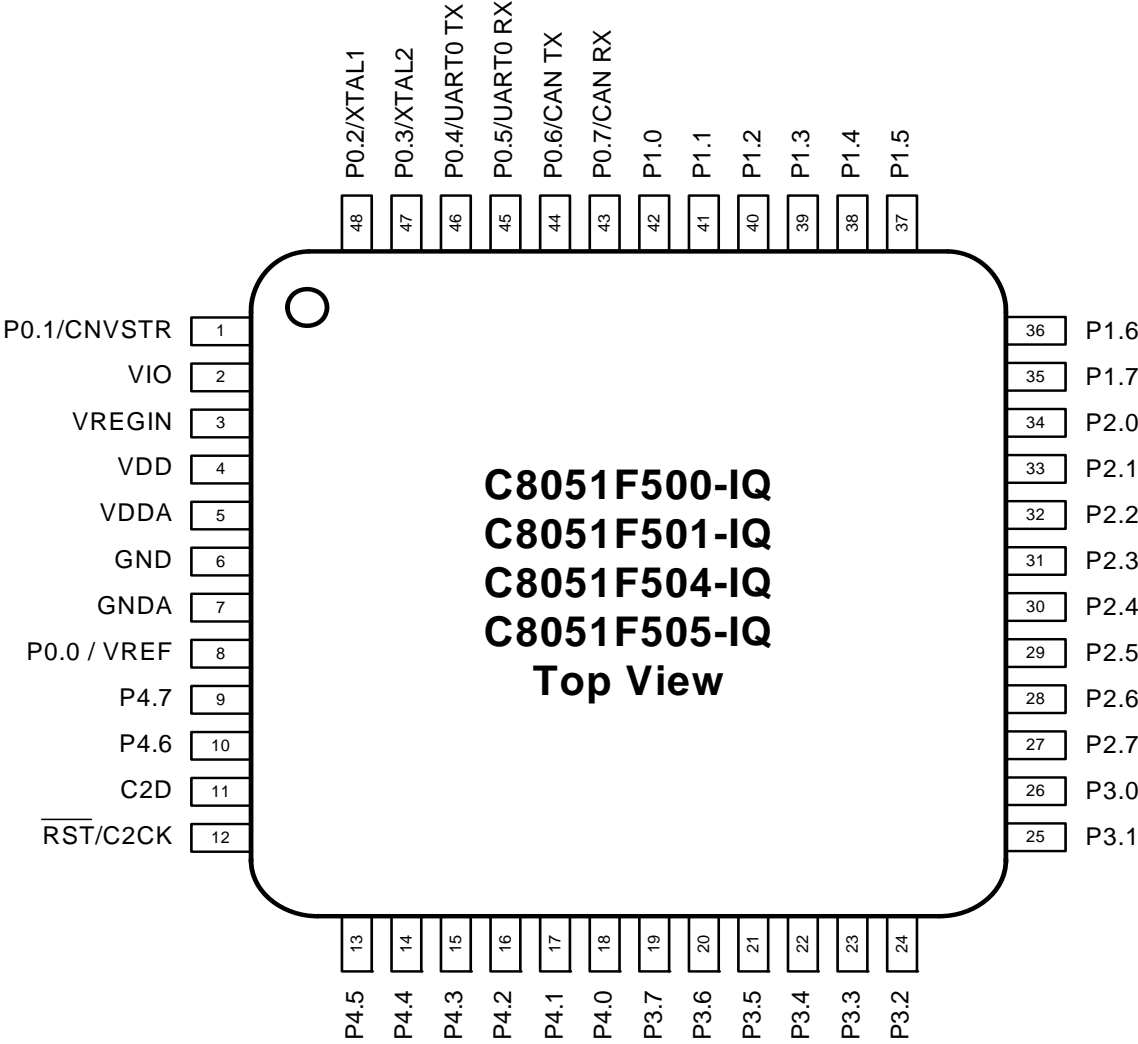 P0.2/XTAL1
P0.3/XTAL2
P0.4/UART0 TX
P0.5/UART0 RX
P0.6/CAN TX
P0.7/CAN RX
P1.0
P1.1
P1.2
P1.3
P1.4
P1.5
48
47
46
45
44
43
42
41
40
39
38
37
P0.1/CNVSTR 1
VIO 2
VREGIN 3
VDD 4
VDDA 5
GND 6
GNDA 7
P0.0 / VREF 8
P4.7 9
P4.6 10
C2D 11
RST/C2CK 12
C8051F500-IQ
C8051F501-IQ
C8051F504-IQ
C8051F505-IQ
Top View
36 P1.6
35 P1.7
34 P2.0
33 P2.1
32 P2.2
31 P2.3
30 P2.4
29 P2.5
28 P2.6
27 P2.7
26 P3.0
25 P3.1
13
14
15
16
17
18
19
20
21
22
23
24
P4.5
P4.4
P4.3
P4.2
P4.1
P4.0
P3.7
P3.6
P3.5
P3.4
P3.3
P3.2